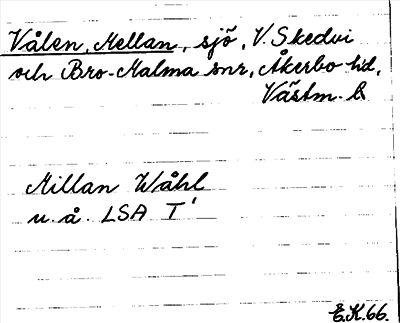 Vålen, Mellan, sjö, V. Skedvi
och Bro-Malma snr, Åkerbo hd,
Västm. l.
Millan Wåhl
u. å. LSA T'
E.K.66.